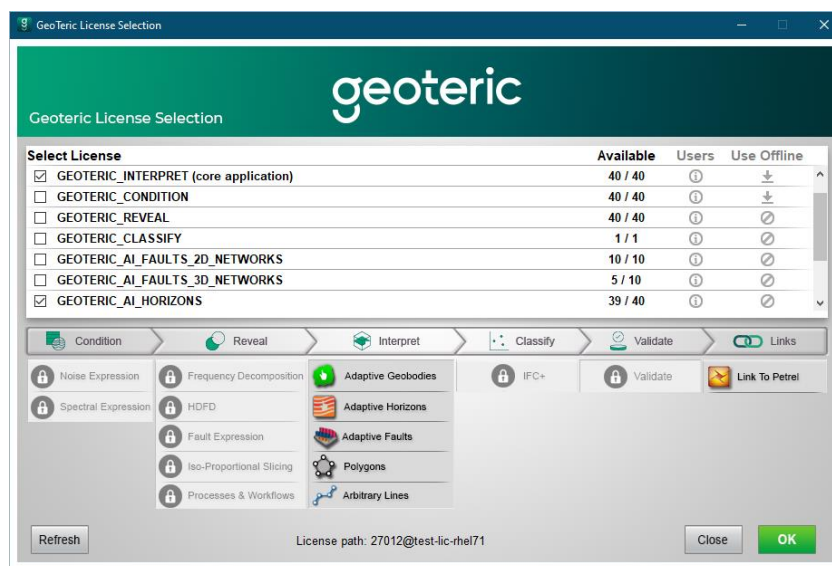 GeoTeric License Selection
geoteric
Geoteric License Selection
Select License Available Users Use Offline
GEOTERIC_INTERPRET (core application) 40 / 40
GEOTERIC_CONDITION 40 / 40
GEOTERIC_REVEAL 40 / 40
GEOTERIC_CLASSIFY 1 / 1
GEOTERIC_AI_FAULTS_2D_NETWORKS 10 / 10
GEOTERIC_AI_FAULTS_3D_NETWORKS 5 / 10
GEOTERIC_AI_HORIZONS 39 / 40
Condition Reveal Interpret Classify Validate Links
Noise Expression Frequency Decomposition Adaptive Geobodies IFC+ Validate Link To Petrel
Spectral Expression HDFD Adaptive Horizons
Fault Expression Adaptive Faults
Iso-Proportional Slicing Polygons
Processes & Workflows Arbitrary Lines
Refresh License path: 27012@test-lic-rhel71 Close OK